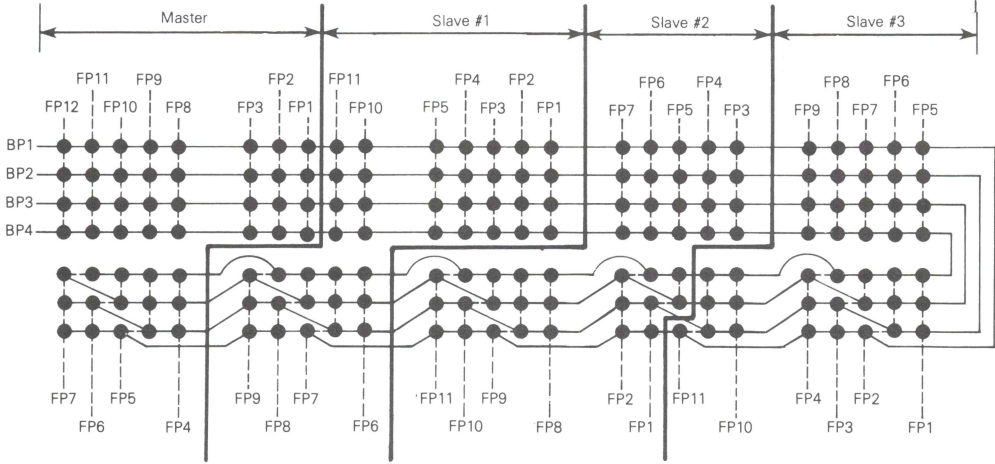 Master Slave #1 Slave #2 Slave #3
FP11 FP9 FP2 FP11 FP4 FP2 FP6 FP4 FP8 FP6
FP12 FP10 FP8 FP3 FP1 FP10 FP5 FP3 FP1 FP7 FP5 FP3 FP9 FP7 FP5
BP1
BP2
BP3
BP4
FP7 FP5 FP9 FP7 FP11 FP9 FP2 FP11 FP4 FP2
FP6 FP4 FP8 FP6 FP10 FP8 FP1 FP10 FP3 FP1